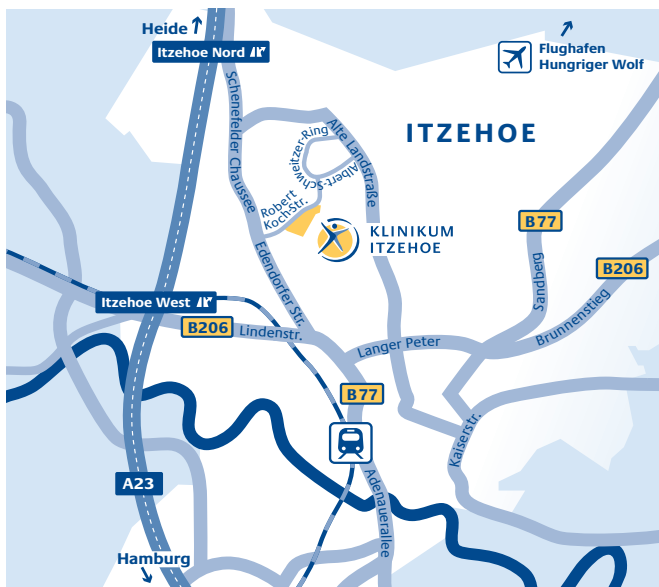 Heide
Itzehoe Nord
Flughafen
Hungriger Wolf
ITZEHOE
Schenefelder Chaussee
Alte Landstraße
Albert-Schweitzer-Ring
Robert
Koch-Str.
KLINIKUM
ITZEHOE
B77
Sandberg
B206
Brunnenstieg
Edendorfer Str.
Itzehoe West
B206
Lindenstr.
Langer Peter
B77
Kaiserstr.
Adenauerallee
A23
Hamburg